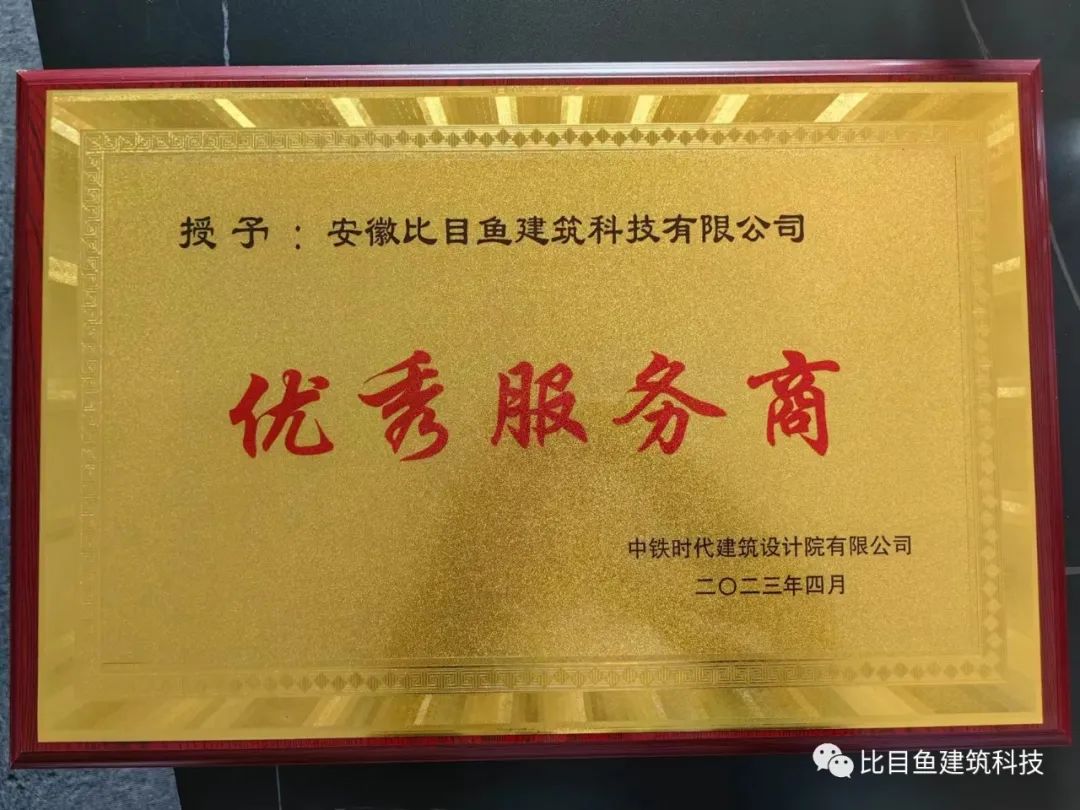 授予：安徽比目鱼建筑科技有限公司
优秀服务商
中铁时代建筑设计院有限公司
二〇二三年四月
比目鱼建筑科技